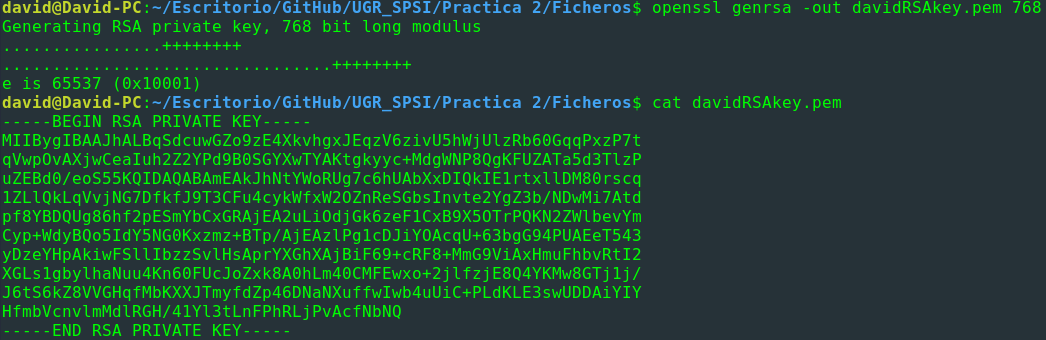 david@David-PC:~/Escritorio/GitHub/UGR_SPSI/Practica 2/Ficheros$ openssl genrsa -out davidRSAkey.pem 768
Generating RSA private key, 768 bit long modulus
................++++++++
.................................++++++++
e is 65537 (0x10001)
david@David-PC:~/Escritorio/GitHub/UGR_SPSI/Practica 2/Ficheros$ cat davidRSAkey.pem
-----BEGIN RSA PRIVATE KEY-----
MIIBygIBAAJhALBqSdcuwGZo9zE4XkvhgxJEqzV6zivU5hWjUlzRb60GqqPxzP7t
qVwpOvAXjwCeaIuh2Z2YPd9B0SGYXwTYAKtgkyyc+MdgWNP8QgKFUZATa5d3TlzP
uZEBd0/eoS55KQIDAQABAmEAkJhNtYWoRUg7c6hUAbXxDIQkIE1rtxllDM80rscq
1ZLlQkLqVvjNG7DfkfJ9T3CFu4cykWfxW2OZnReSGbsInvte2YgZ3b/NDwMi7Atd
pf8YBDQUg86hf2pESmYbCxGRAjEA2uLiOdjGk6zeF1CxB9X5OTrPQKN2ZWlbevYm
Cyp+WdyBQo5IdY5NG0Kxzmz+BTp/AjEAzlPg1cDJiYOAcqU+63bgG94PUAEeT543
yDzeYHpAkiwFSllIbzzSvlHsAprYXGhXAjBiF69+cRF8+MmG9ViAxHmuFhbvRtI2
XGLs1gbylhaNuu4Kn60FUcJoZxk8A0hLm40CMFEwxo+2jlfzjE8Q4YKMw8GTj1j/
J6tS6kZ8VVGHqfMbKXXJTmyfdZp46DNaNXuffwIwb4uUiC+PLdKLE3swUDDAiYIY
HfmbVcnvlmMdlRGH/41Yl3tLnFPhRLjPvAcfNbNQ
-----END RSA PRIVATE KEY-----